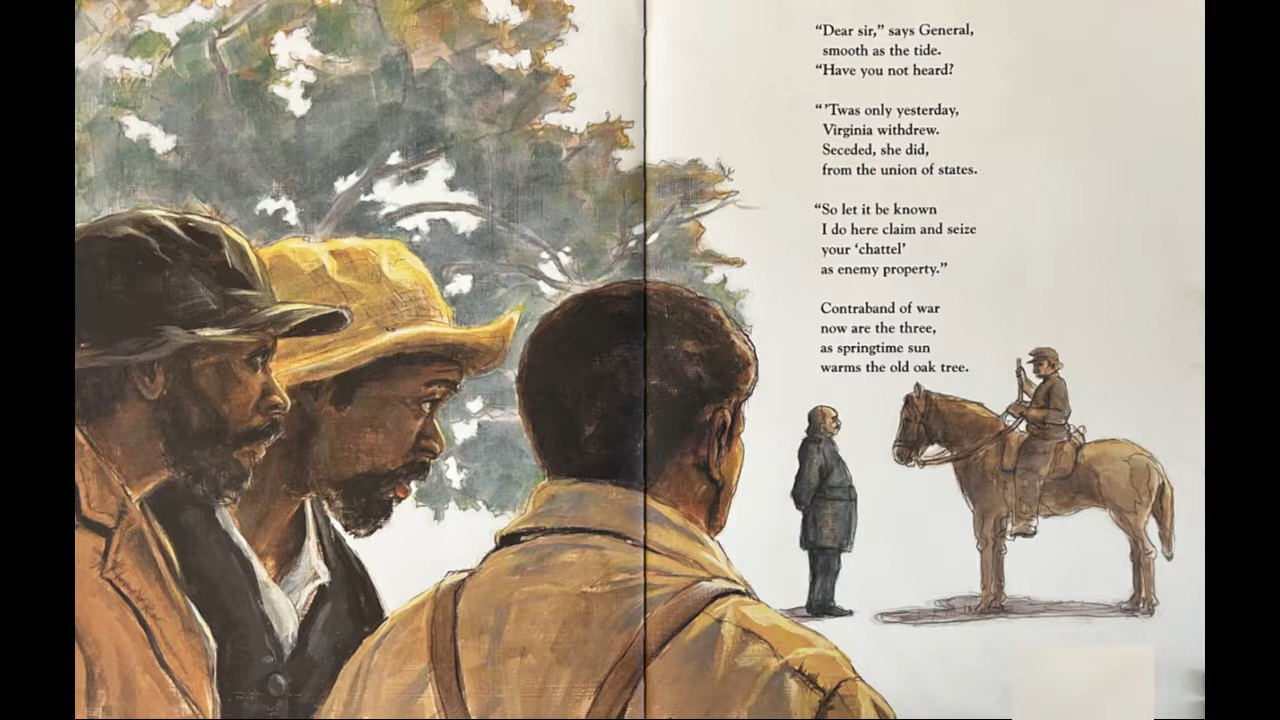 “Dear sir,” says General,
smooth as the tide.
“Have you not heard?
“’Twas only yesterday,
Virginia withdrew.
Seceded, she did,
from the union of states.
“So let it be known
I do here claim and seize
your ‘chattel’
as enemy property.”
Contraband of war
now are the three,
as springtime sun
warms the old oak tree.